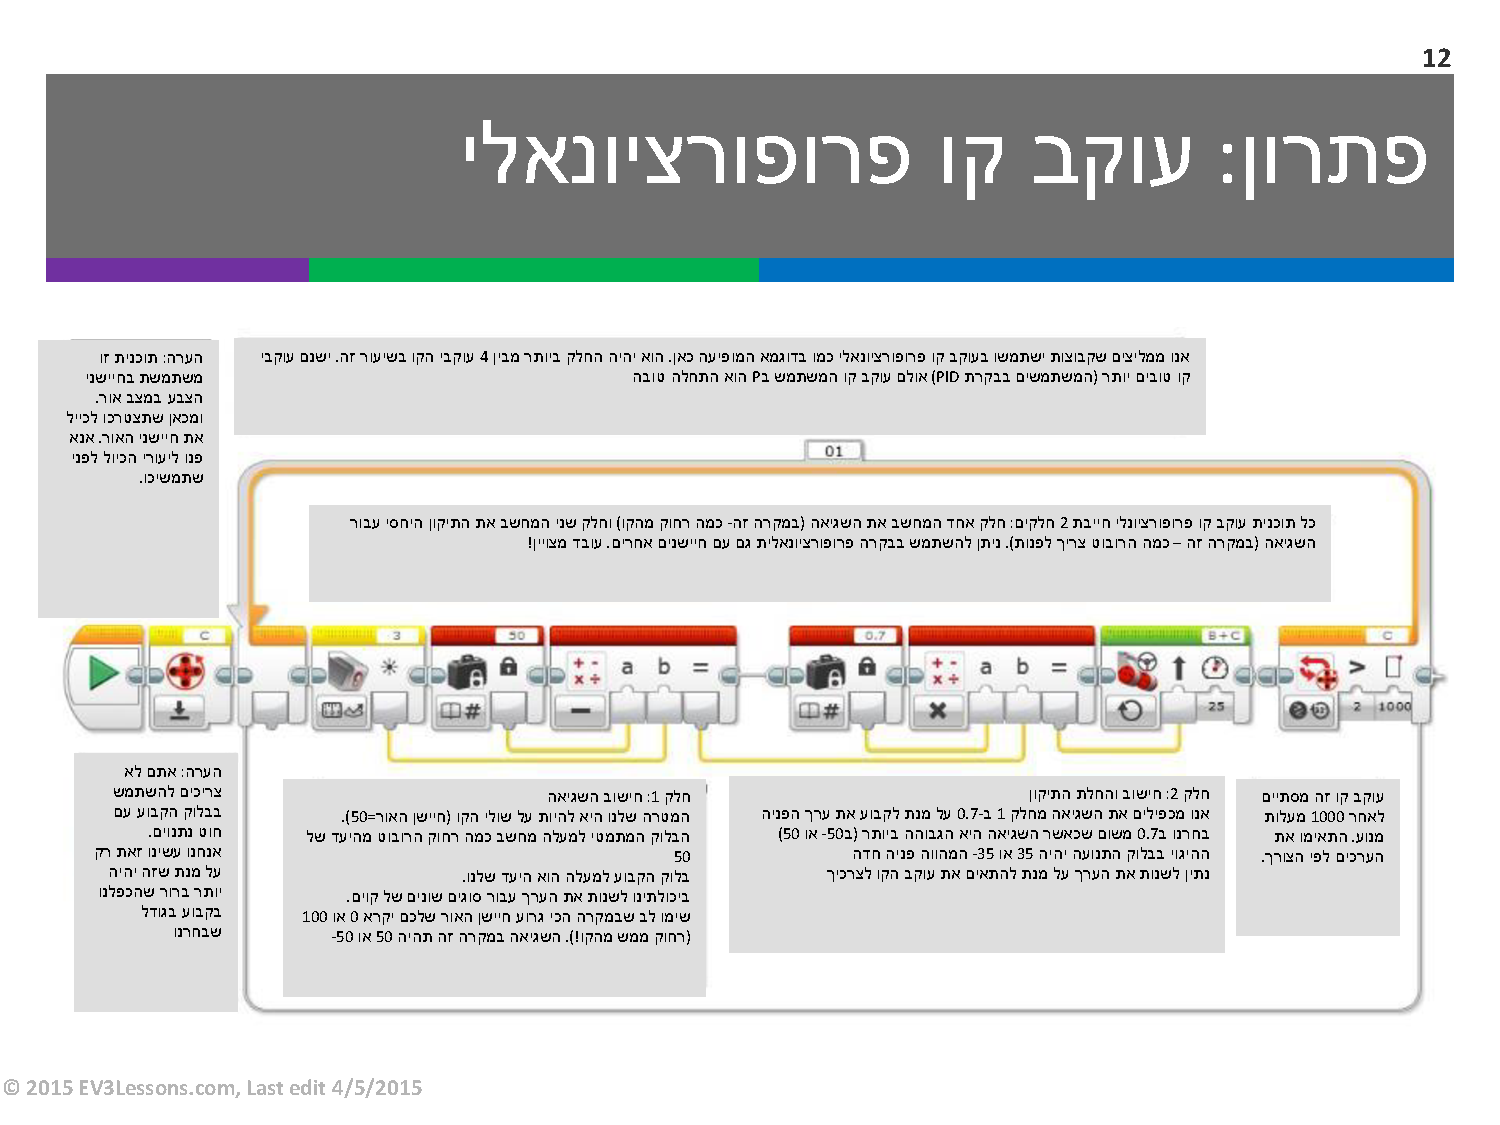 12
פתרון: עוקב קו פרופורציונאלי
אנו ממליצים שקבוצות ישתמשו בעוקב קו פרופורציונאלי כמו בדוגמא המופיעה כאן. הוא יהיה החלק ביותר מבין 4 עוקבי הקו בשיעור זה. ישנם עוקבי
קו טובים יותר (המשתמשים בבקרת PID) אולם עוקב קו המשתמש בP הוא התחלה טובה
הערה: תוכנית זו
משתמשת בחיישני
הצבע במצב אור.
ומכאן שתצטרכו לכייל
את חיישני האור. אנא
פנו ליעורי הכיול לפני
שתמשיכו.
01
כל תוכנית עוקב קו פרופורציונלי חייבת 2 חלקים: חלק אחד המחשב את השגיאה (במקרה זה- כמה רחוק מהקו) וחלק שני המחשב את התיקון היחסי עבור
השגיאה (במקרה זה – כמה הרובוט צריך לפנות). ניתן להשתמש בבקרה פרופורציונאלית גם עם חיישנים אחרים. עובד מצויין!
C 3 50 0.7 B+C C
a b = a b = >
25 2 1000
עוקב קו זה מסתיים
לאחר 1000 מעלות
מנוע. התאימו את
הערכים לפי הצורך.
חלק 2: חישוב והחלת התיקון
אנו מכפילים את השגיאה מחלק 1 ב-0.7 על מנת לקבוע את ערך הפניה
בחרנו ב0.7 משום שכאשר השגיאה היא הגבוהה ביותר (ב50- או 50)
ההיגוי בבלוק התנועה יהיה 35 או 35- המהווה פניה חדה
נתין לשנות את הערך על מנת להתאים את עוקב הקו לצרכיך
חלק 1: חישוב השגיאה
המטרה שלנו היא להיות על שולי הקו (חיישן האור=50).
הבלוק המתמטי למעלה מחשב כמה רחוק הרובוט מהיעד של
50
בלוק הקבוע למעלה הוא היעד שלנו.
ביכולתינו לשנות את הערך עבור סוגים שונים של קוים.
שימו לב שבמקרה הכי גרוע חיישן האור שלכם יקרא 0 או 100
(רחוק ממש מהקו!). השגיאה במקרה זה תהיה 50 או 50-
הערה: אתם לא
צריכים להשתמש
בבלוק הקבוע עם
חוט נתונים.
אנחנו עשינו זאת רק
על מנת שזה יהיה
יותר ברור שהכפלנו
בקבוע בגודל
שבחרנו
© 2015 EV3Lessons.com, Last edit 4/5/2015